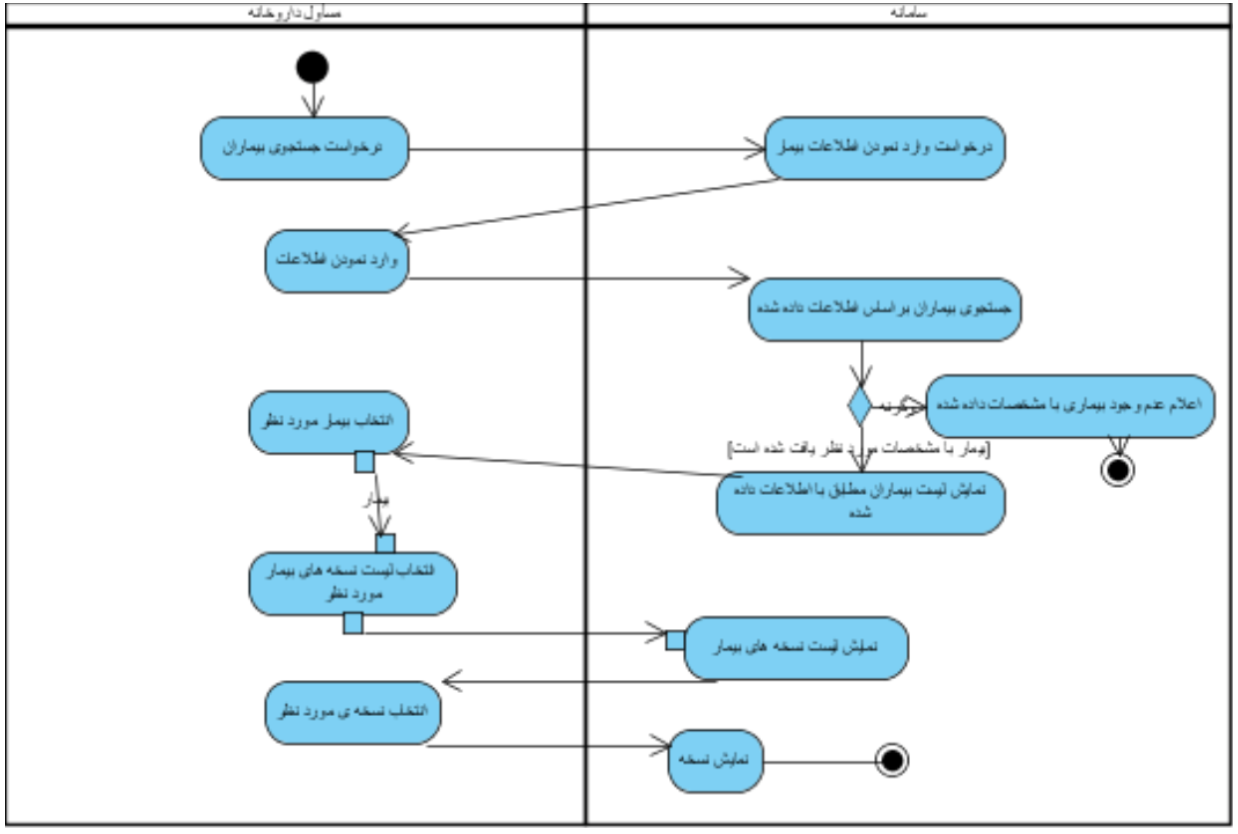 مساول داروخانه
سامانه
درخواست جستجوی بیماران
درخواست وارد نمودن اطلاعات بیمار
وارد نمودن اطلاعات
جستجوی بیماران بر اساس اطلاعات داده شده
اعلام عدم وجود بیماری با مشخصات داده شده
[بیمار با مشخصات مورد نظر یافت شده است]
انتخاب بیمار مورد نظر
نمایش لیست بیماران مطابق با اطلاعات داده
شده
بیمار
انتخاب لیست نسخه های بیمار
مورد نظر
نمایش لیست نسخه های بیمار
انتخاب نسخه ی مورد نظر
نمایش نسخه